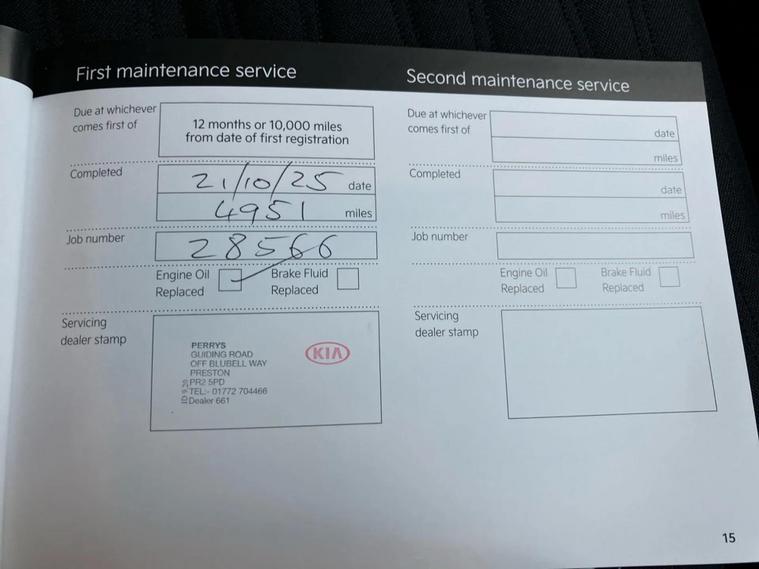 First maintenance service
Due at whichever
comes first of
12 months or 10,000 miles
from date of first registration
Completed
21/10/25 date
4951 miles
Job number
28566
Engine Oil
Replaced
Brake Fluid
Replaced
Servicing
dealer stamp
PERRYS
GUIDING ROAD
OFF BLUBELL WAY
PRESTON
PR2 5PD
TEL:- 01772 704466
Dealer 661
KIA
Second maintenance service
Due at whichever
comes first of
date
miles
Completed
date
miles
Job number
Engine Oil
Replaced
Brake Fluid
Replaced
Servicing
dealer stamp
15